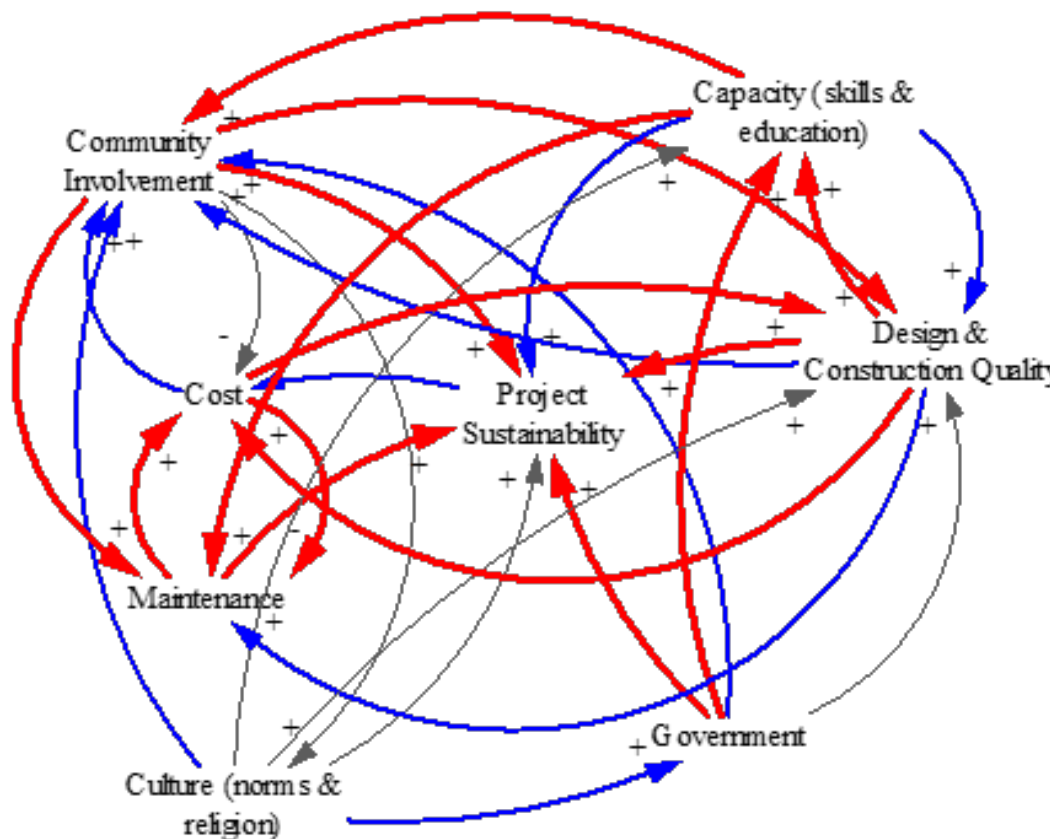 Capacity (skills &
education)
Community
Involvement
Design &
Construction Quality
Cost
Project
Sustainability
Maintenance
Government
Culture (norms &
religion)
+
+
+
+
+
+
+
+
+
+
-
+
+
+
+
+
+
+
+
+
+
+
-
+
+
+
+
+